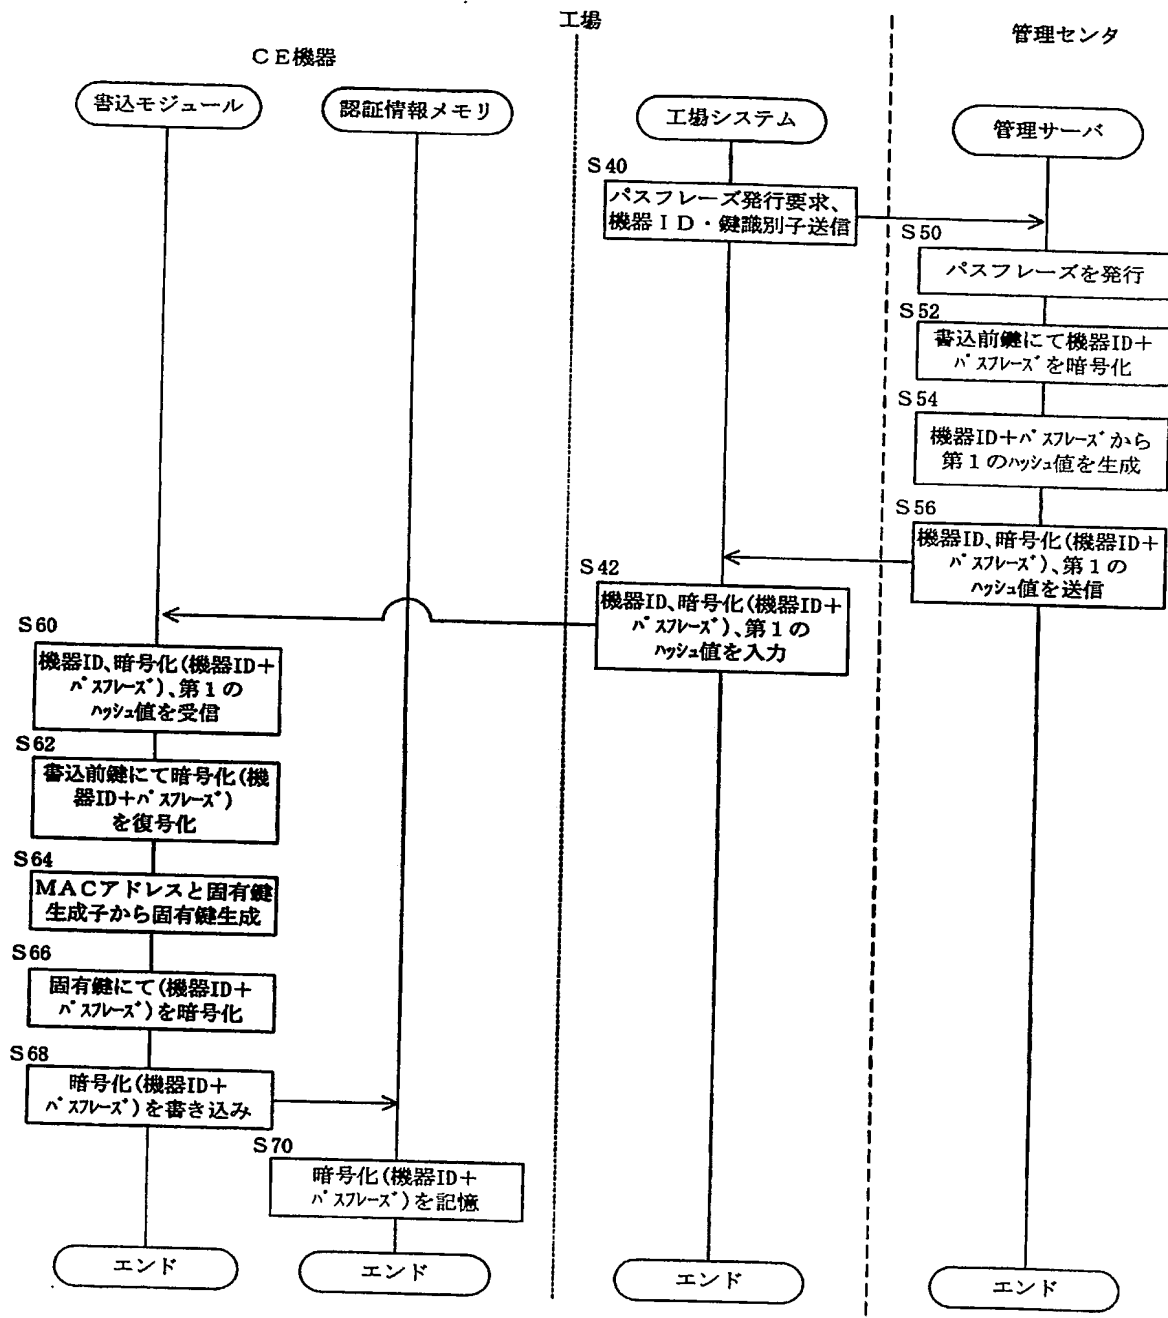 工場
管理センタ
ＣＥ機器
書込モジュール
認証情報メモリ
工場システム
管理サーバ
S40
パスフレーズ発行要求、
機器ＩＤ・鍵識別子送信
S50
パスフレーズを発行
S52
書込前鍵にて機器ID＋
ﾊﾟｽﾌﾚｰｽﾞを暗号化
S54
機器ID＋ﾊﾟｽﾌﾚｰｽﾞから
第１のﾊｯｼｭ値を生成
S56
機器ID、暗号化(機器ID＋
ﾊﾟｽﾌﾚｰｽﾞ)、第１の
ﾊｯｼｭ値を送信
S42
機器ID、暗号化(機器ID＋
ﾊﾟｽﾌﾚｰｽﾞ)、第１の
ﾊｯｼｭ値を入力
S60
機器ID、暗号化(機器ID＋
ﾊﾟｽﾌﾚｰｽﾞ)、第１の
ﾊｯｼｭ値を受信
S62
書込前鍵にて暗号化(機
器ID＋ﾊﾟｽﾌﾚｰｽﾞ)
を復号化
S64
ＭＡＣアドレスと固有鍵
生成子から固有鍵生成
S66
固有鍵にて(機器ID＋
ﾊﾟｽﾌﾚｰｽﾞ)を暗号化
S68
暗号化(機器ID＋
ﾊﾟｽﾌﾚｰｽﾞ)を書き込み
S70
暗号化(機器ID＋
ﾊﾟｽﾌﾚｰｽﾞ)を記憶
エンド
エンド
エンド
エンド